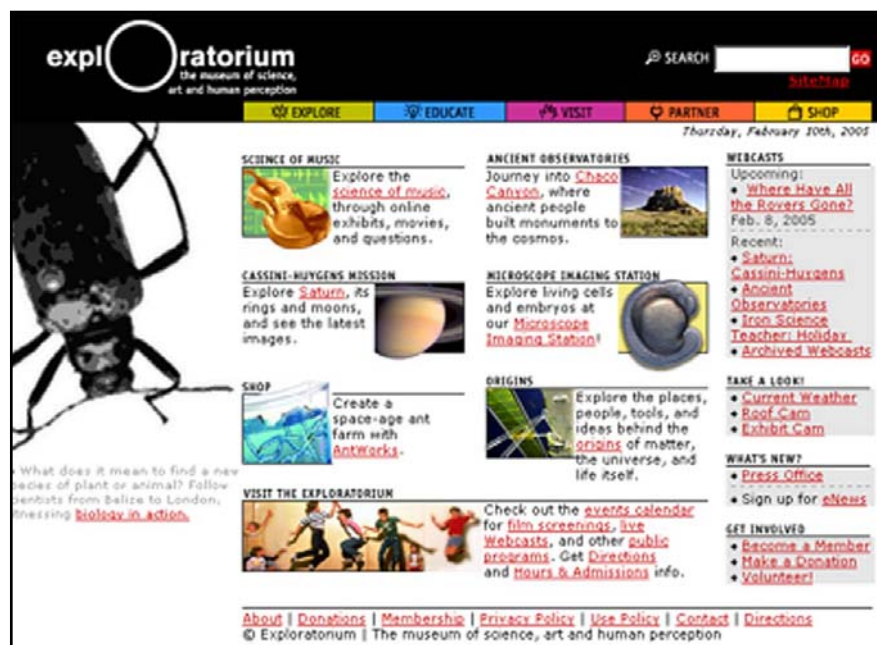 expl ratorium
the museum of science,
art and human perception
SEARCH
GO
SiteMap
EXPLORE
EDUCATE
VISIT
PARTNER
SHOP
Thursday, February 10th, 2005
SCIENCE OF MUSIC
Explore the
science of music,
through online
exhibits, movies,
and questions.
ANCIENT OBSERVATORIES
Journey into Chaco
Canyon, where
ancient people
built monuments to
the cosmos.
CASSINI-HUYGENS MISSION
Explore Saturn, its
rings and moons,
and see the latest
images.
MICROSCOPE IMAGING STATION
Explore living cells
and embryos at
our Microscope
Imaging Station!
SHOP
Create a
space-age ant
farm with
AntWorks.
ORIGINS
Explore the places,
people, tools, and
ideas behind the
origins of matter,
the universe, and
life itself.
What does it mean to find a new
pecies of plant or animal? Follow
ientists from Belize to London,
itnessing biology in action.
VISIT THE EXPLORATORIUM
Check out the events calendar
for film screenings, live
Webcasts, and other public
programs. Get Directions
and Hours & Admissions info.
WEBCASTS
Upcoming:
• Where Have All
the Rovers Gone?
Feb. 8, 2005
Recent:
• Saturn:
Cassini-Huygens
• Ancient
Observatories
• Iron Science
Teacher: Holiday
• Archived Webcasts
TAKE A LOOK!
• Current Weather
• Roof Cam
• Exhibit Cam
WHAT'S NEW?
• Press Office
• Sign up for eNews
GET INVOLVED
• Become a Member
• Make a Donation
• Volunteer!
About | Donations | Membership | Privacy Policy | Use Policy | Contact | Directions
© Exploratorium | The museum of science, art and human perception